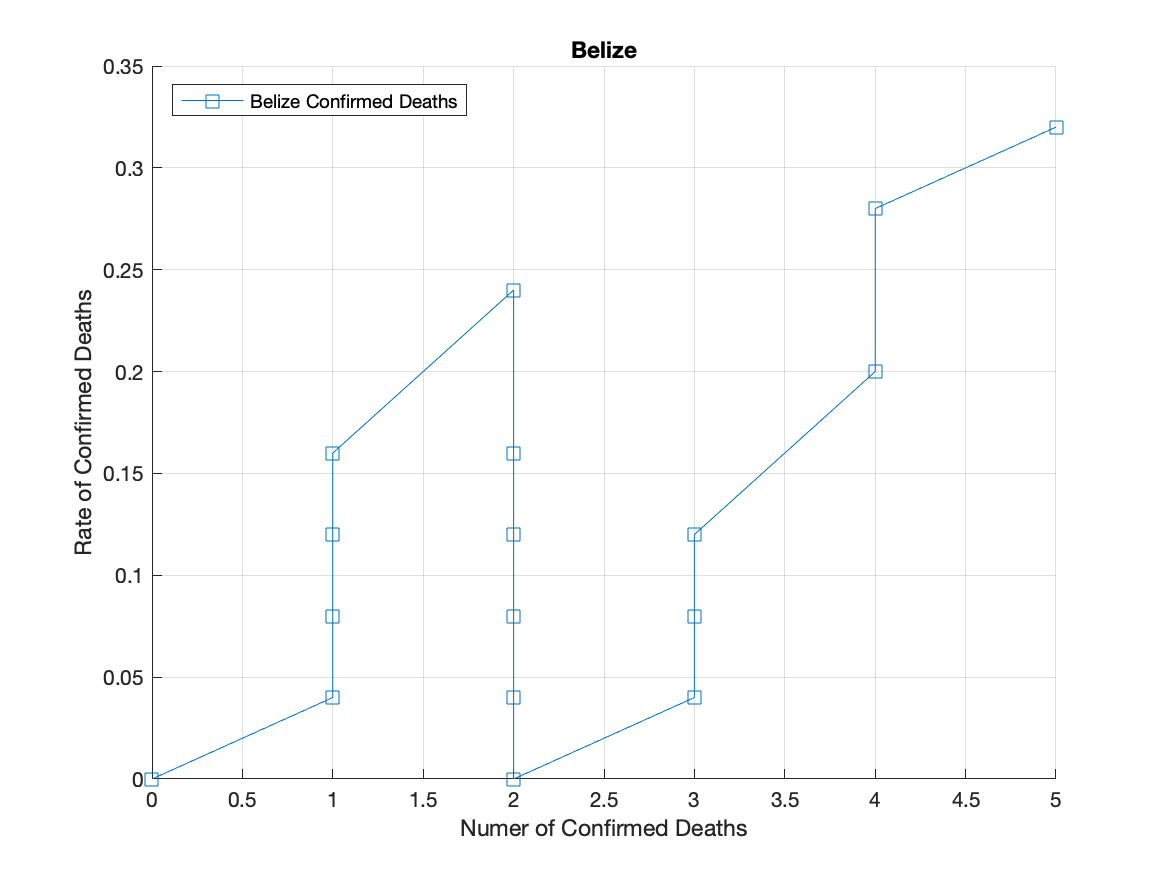 Belize
Belize Confirmed Deaths
0.35
0.3
0.25
0.2
0.15
0.1
0.05
0
Rate of Confirmed Deaths
0 0.5 1 1.5 2 2.5 3 3.5 4 4.5 5
Numer of Confirmed Deaths